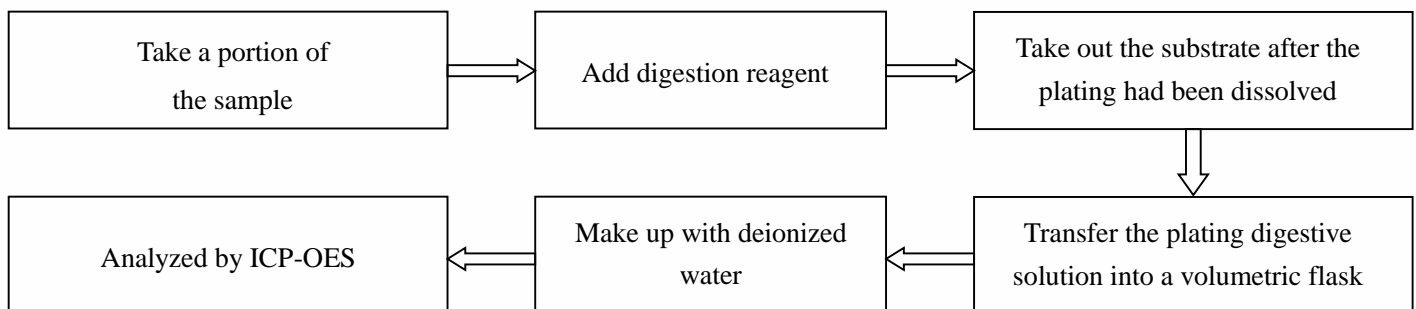 Take a portion of
the sample
Add digestion reagent
Take out the substrate after the
plating had been dissolved
Transfer the plating digestive
solution into a volumetric flask
Make up with deionized
water
Analyzed by ICP-OES